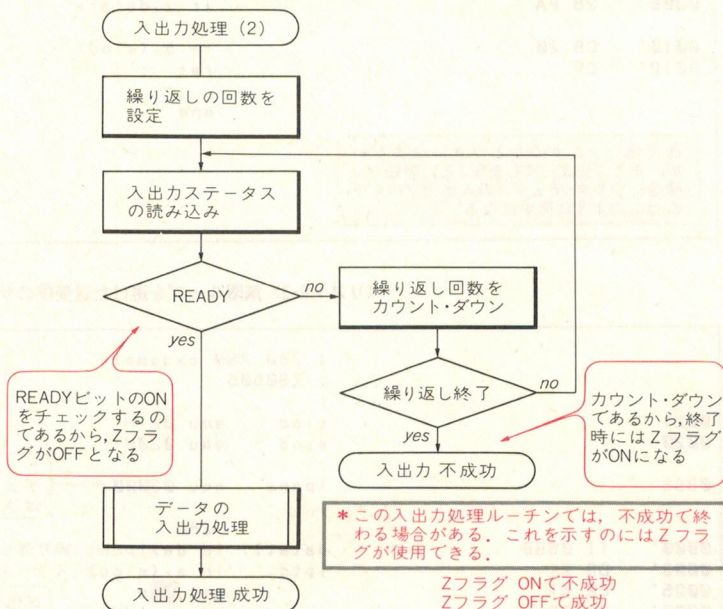 入出力処理 (2)
繰り返しの回数を
設定
入出力ステータス
の読み込み
READY
no
yes
繰り返し回数を
カウント・ダウン
繰り返し終了
no
yes
入出力 不成功
READYビットのON
をチェックするの
であるから,Zフラ
グがOFFとなる
カウント・ダウン
であるから,終了
時にはZフラグ
がONになる
データの
入出力処理
入出力処理 成功
*この入出力処理ルーチンでは, 不成功で終
わる場合がある. これを示すのにはZフラ
グが使用できる.
Zフラグ ONで不成功
Zフラグ OFFで成功